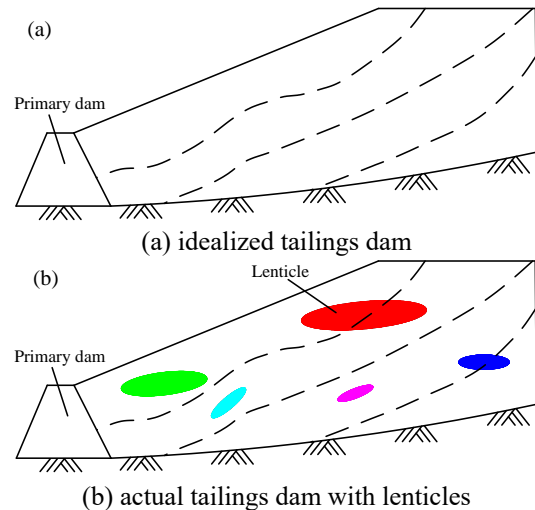 (a)
Primary dam
(a) idealized tailings dam
(b)
Lenticle
Primary dam
(b) actual tailings dam with lenticles